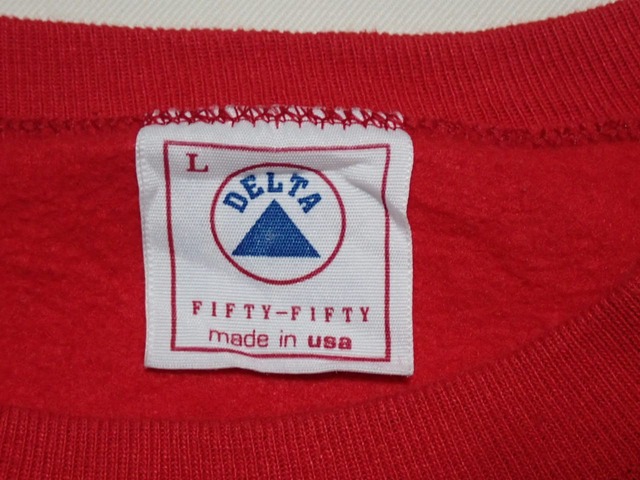 L
DELTA
FIFTY-FIFTY
made in usa